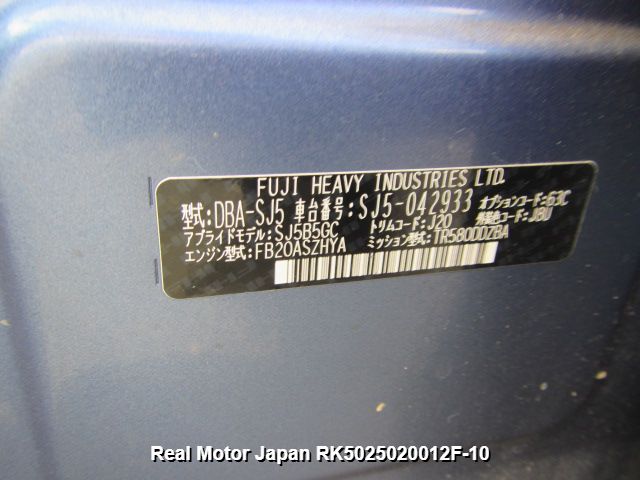 FUJI HEAVY INDUSTRIES LTD.
型式:DBA-SJ5 車台番号:SJ5-042933 オプションコード:63C
アプライドモデル:SJ5B5GC トリムコード:J20 外装色コード:J8U
エンジン型式:FB20ASZHYA ミッション型式:TR580DDZBA
Real Motor Japan RK5025020012F-10